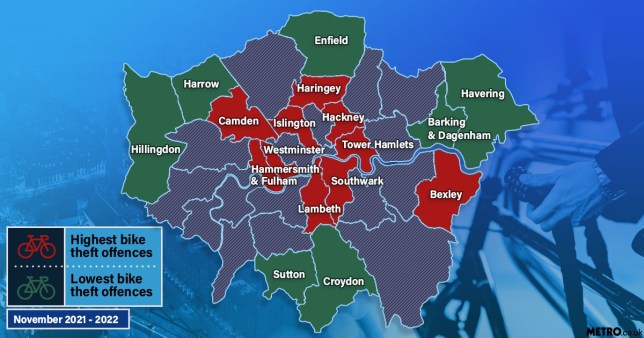 Enfield
Harrow
Haringey
Havering
Camden
Islington
Hackney
Barking
& Dagenham
Hillingdon
Westminster
Tower Hamlets
Hammersmith
& Fulham
Southwark
Bexley
Lambeth
Sutton
Croydon
Highest bike
theft offences
Lowest bike
theft offences
November 2021 - 2022
METRO.co.uk